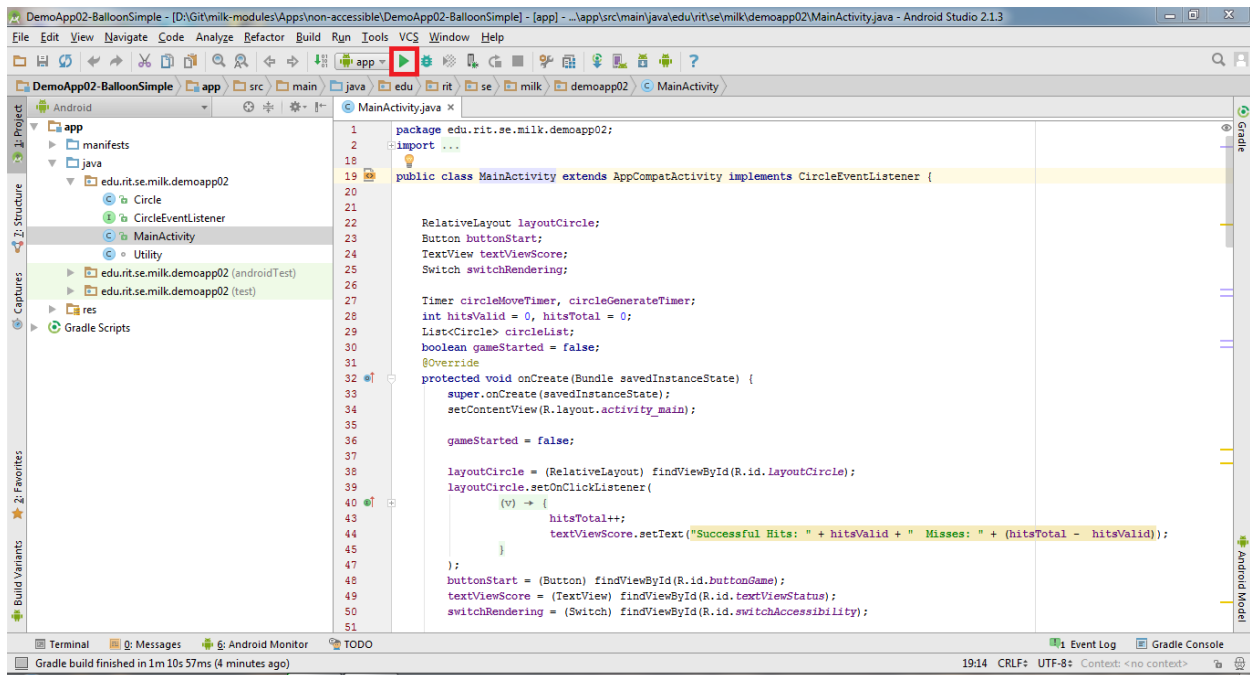 DemoApp02-BalloonSimple - [D:\Git\milk-modules\Apps\non-accessible\DemoApp02-BalloonSimple] - [app] - ...\app\src\main\java\edu\rit\se\milk\demoapp02\MainActivity.java - Android Studio 2.1.3
File Edit View Navigate Code Analyze Refactor Build Run Tools VCS Window Help
app
DemoApp02-BalloonSimple app src main java edu rit se milk demoapp02 MainActivity
1: Project
Android
MainActivity.java
Gradle
app
manifests
java
edu.rit.se.milk.demoapp02
Circle
CircleEventListener
MainActivity
Utility
edu.rit.se.milk.demoapp02 (androidTest)
edu.rit.se.milk.demoapp02 (test)
res
Gradle Scripts
7: Structure
Captures
2: Favorites
Build Variants
1 package edu.rit.se.milk.demoapp02;
2 import ...
18
19 public class MainActivity extends AppCompatActivity implements CircleEventListener {
20
21
22 RelativeLayout layoutCircle;
23 Button buttonStart;
24 TextView textViewScore;
25 Switch switchRendering;
26
27 Timer circleMoveTimer, circleGenerateTimer;
28 int hitsValid = 0, hitsTotal = 0;
29 List<Circle> circleList;
30 boolean gameStarted = false;
31 @Override
32 protected void onCreate(Bundle savedInstanceState) {
33 super.onCreate(savedInstanceState);
34 setContentView(R.layout.activity_main);
35
36 gameStarted = false;
37
38 layoutCircle = (RelativeLayout) findViewById(R.id.LayoutCircle);
39 layoutCircle.setOnClickListener(
40 (v) → {
43 hitsTotal++;
44 textViewScore.setText("Successful Hits: " + hitsValid + "  Misses: " + (hitsTotal -  hitsValid));
45 }
47 );
48 buttonStart = (Button) findViewById(R.id.buttonGame);
49 textViewScore = (TextView) findViewById(R.id.textViewStatus);
50 switchRendering = (Switch) findViewById(R.id.switchAccessibility);
51
Android Model
Terminal 0: Messages 6: Android Monitor TODO 1 Event Log Gradle Console
Gradle build finished in 1m 10s 57ms (4 minutes ago) 19:14 CRLF UTF-8 Context: <no context>